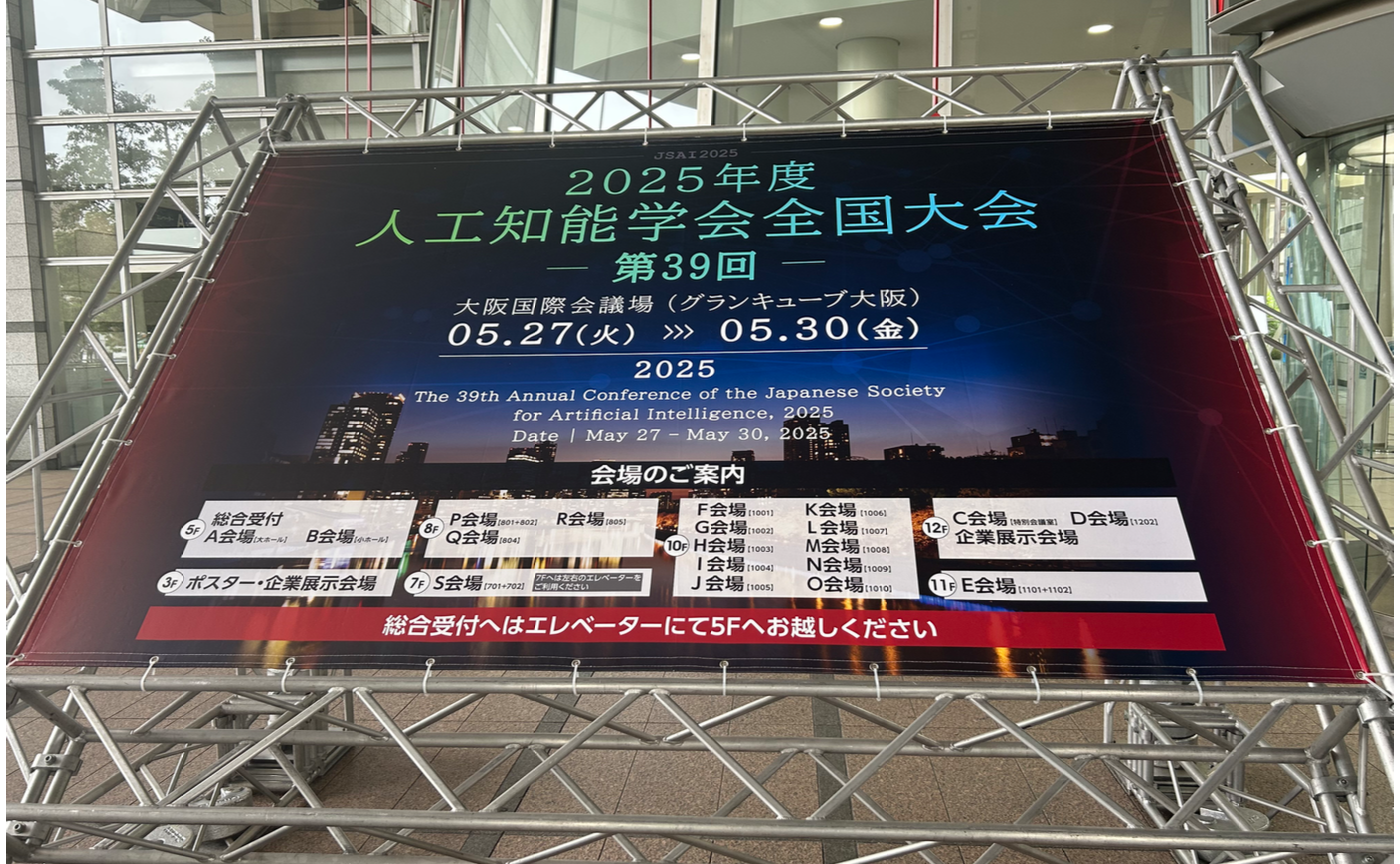 JSAI2025
2025年度
人工知能学会全国大会
― 第39回 ―
大阪国際会議場（グランキューブ大阪）
05.27(火) >>> 05.30(金)
2025
The 39th Annual Conference of the Japanese Society
for Artificial Intelligence, 2025
Date | May 27 – May 30, 2025
会場のご案内
5F
総合受付
A会場[大ホール] B会場[小ホール]
3F ポスター・企業展示会場
8F
P会場[801+802] R会場[805]
Q会場[804]
7F S会場[701+702]
7Fへは左右のエレベーターを
ご利用ください
10F
F会場[1001] K会場[1006]
G会場[1002] L会場[1007]
H会場[1003] M会場[1008]
I会場[1004] N会場[1009]
J会場[1005] O会場[1010]
12F
C会場[特別会議室] D会場[1202]
企業展示会場
11F E会場[1101+1102]
総合受付へはエレベーターにて5Fへお越しください